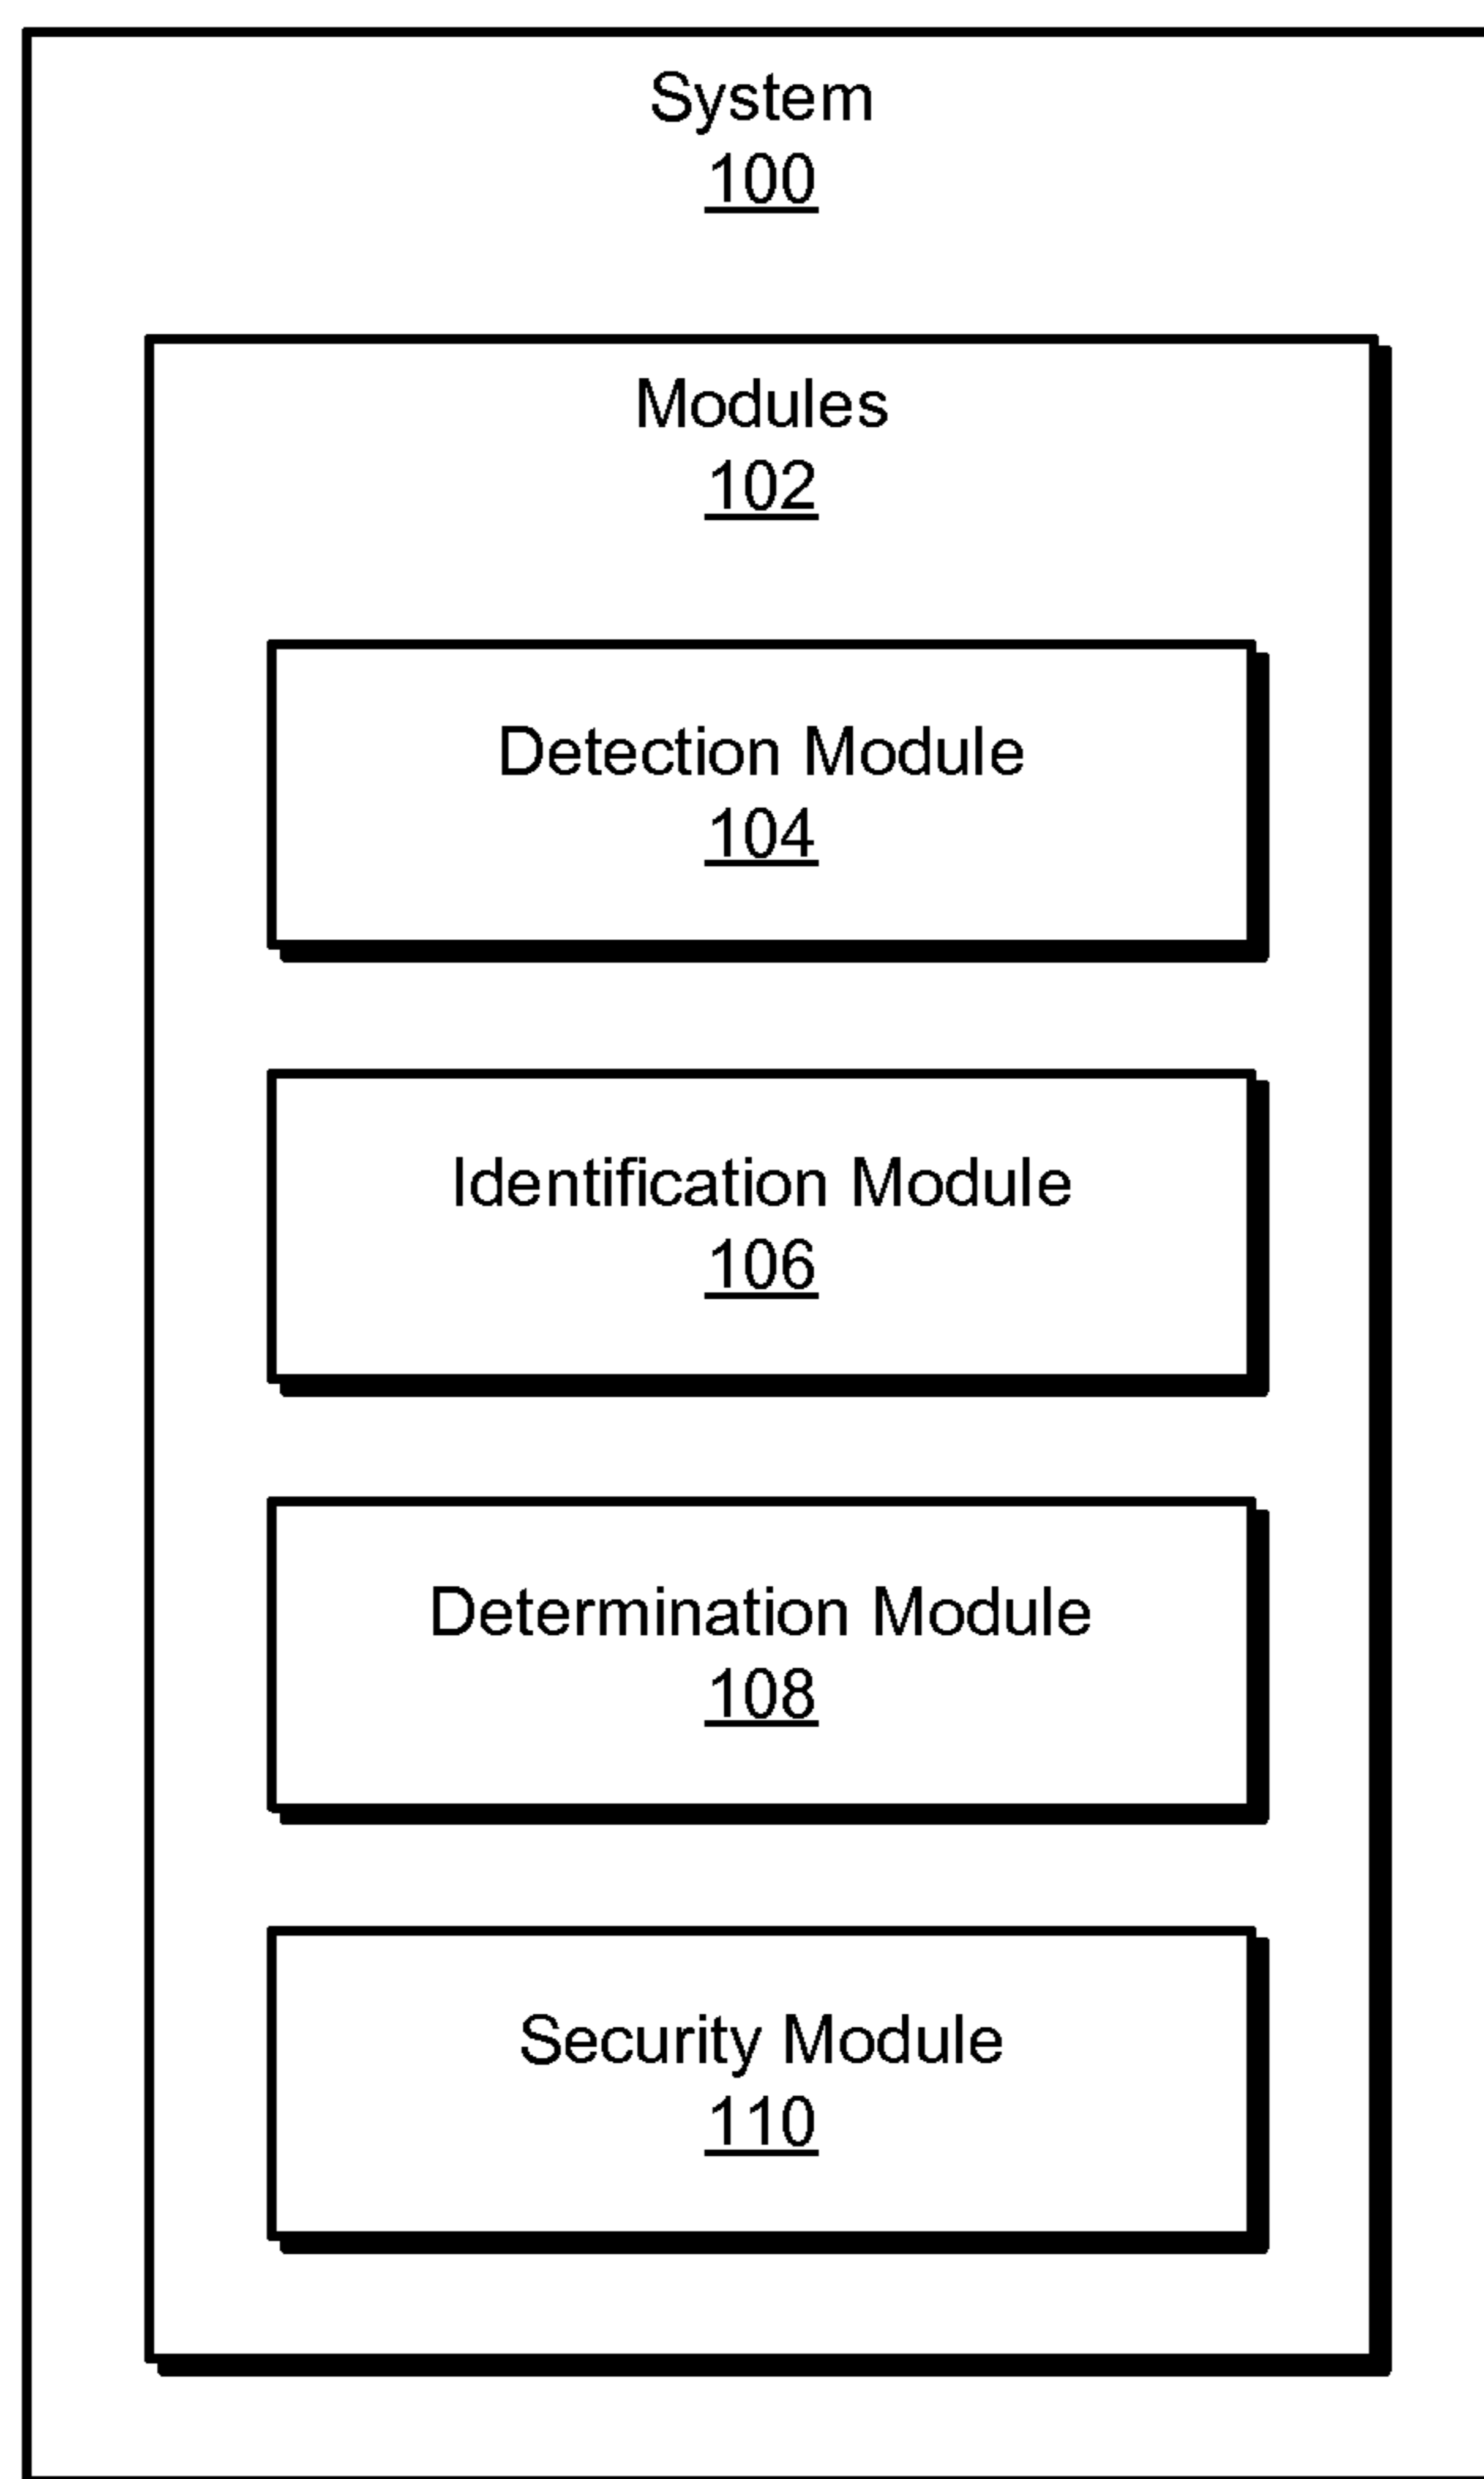 System
100
Modules
102
Detection Module
104
Identification Module
106
Determination Module
108
Security Module
110